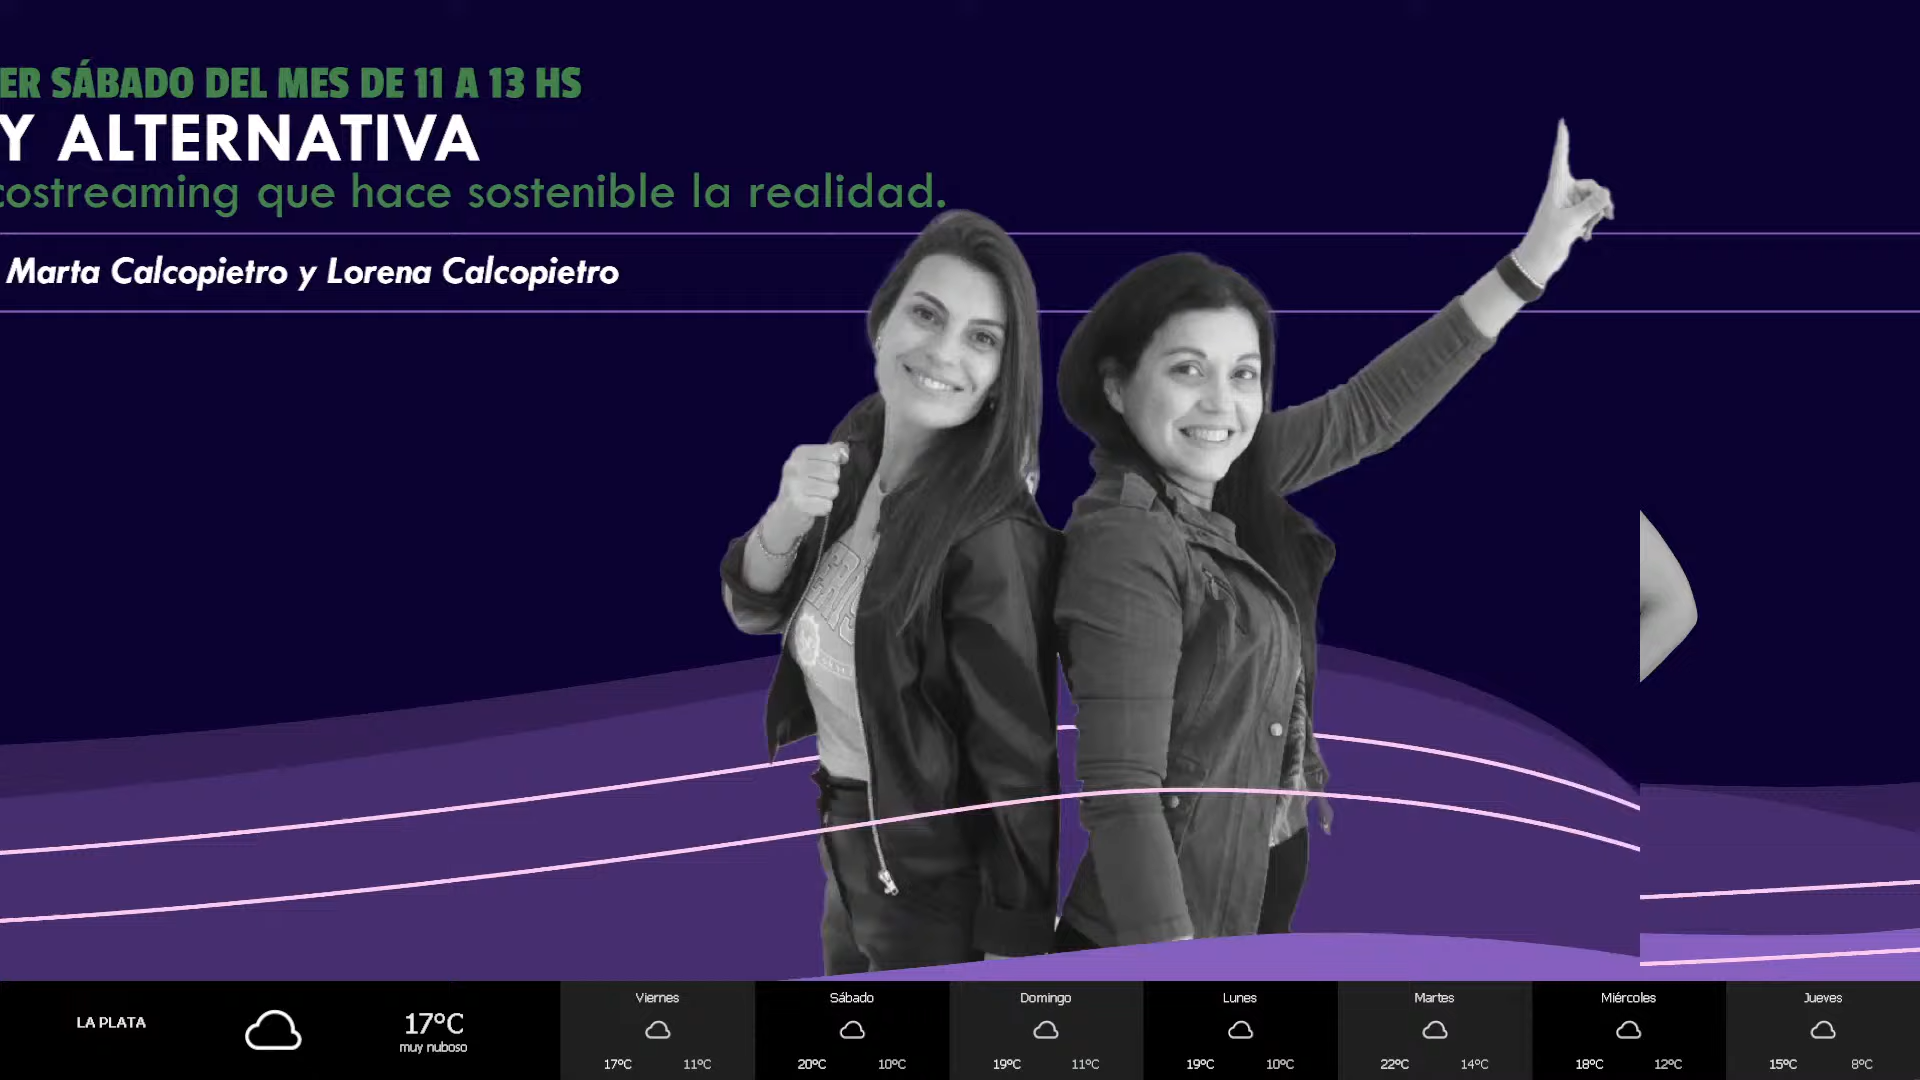 ER SÁBADO DEL MES DE 11 A 13 HS
Y ALTERNATIVA
costreaming que hace sostenible la realidad.
Marta Calcopietro y Lorena Calcopietro
LA PLATA
17°C
muy nuboso
Viernes
17°C 11°C
Sábado
20°C 10°C
Domingo
19°C 11°C
Lunes
19°C 10°C
Martes
22°C 14°C
Miércoles
18°C 12°C
Jueves
15°C 8°C